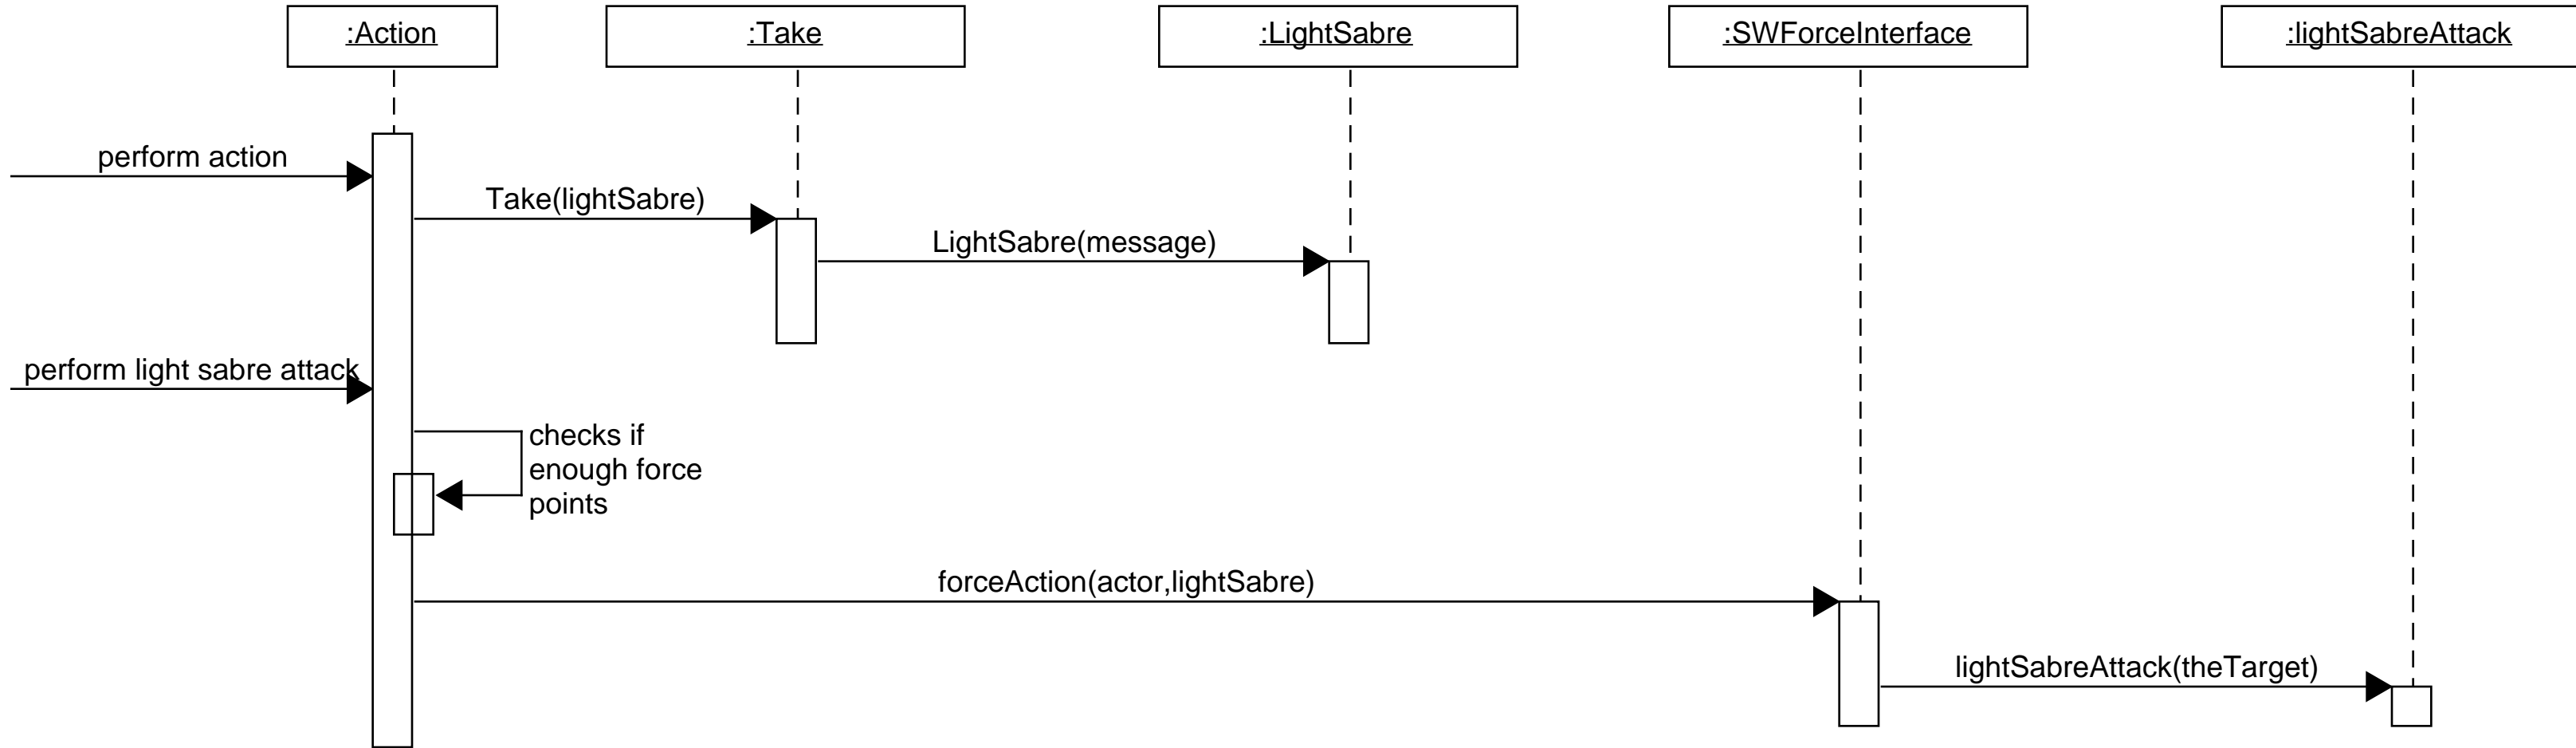 :Action
:Take
:LightSabre
:SWForceInterface
:lightSabreAttack
perform action
Take(lightSabre)
LightSabre(message)
perform light sabre attack
checks if
enough force
points
forceAction(actor,lightSabre)
lightSabreAttack(theTarget)